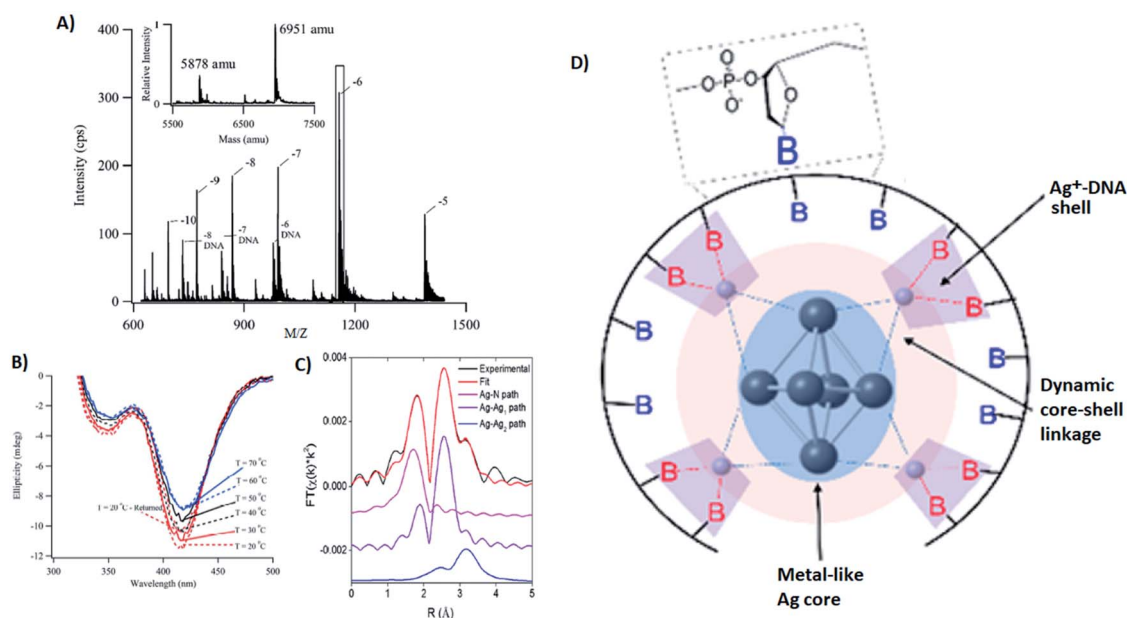 A)
400
300
200
100
0
Intensity (cps)
600
900
1200
1500
M/Z
1
0
Relative Intensity
5878 amu
6951 amu
5500
6500
7500
Mass (amu)
-10
-9
-8
-7
-6
-5
-8
DNA
-7
DNA
-6
DNA
B)
0
-2
-4
-6
-8
-10
-12
Ellipticity (mdeg)
T = 70 °C
T = 60 °C
T = 50 °C
T = 40 °C
T = 20 °C - Returned
T = 30 °C
T = 20 °C
300
350
400
450
500
Wavelength (nm)
C)
0.004
0.002
0.000
-0.002
FT(χ(k)*k²)
Experimental
Fit
Ag-N path
Ag-Ag₁ path
Ag-Ag₂ path
0
1
2
3
4
5
R (Å)
D)
O
O P O
O⁻
O
B
B B
B B
B B
B B
B B
B B
B B
B B
Ag⁺-DNA
shell
Dynamic
core-shell
linkage
Metal-like
Ag core